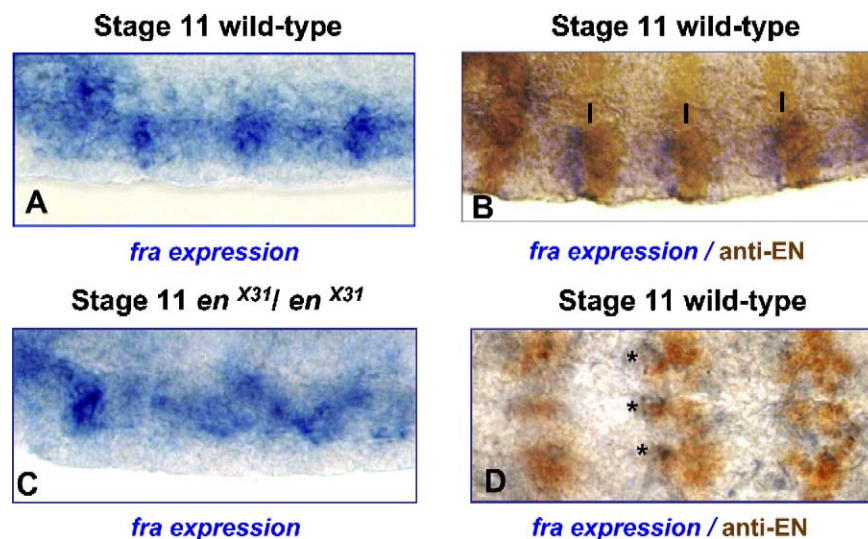 Stage 11 wild-type
A
fra expression
Stage 11 wild-type
B
fra expression / anti-EN
Stage 11 en X31/ en X31
C
fra expression
Stage 11 wild-type
* * *
D
fra expression / anti-EN